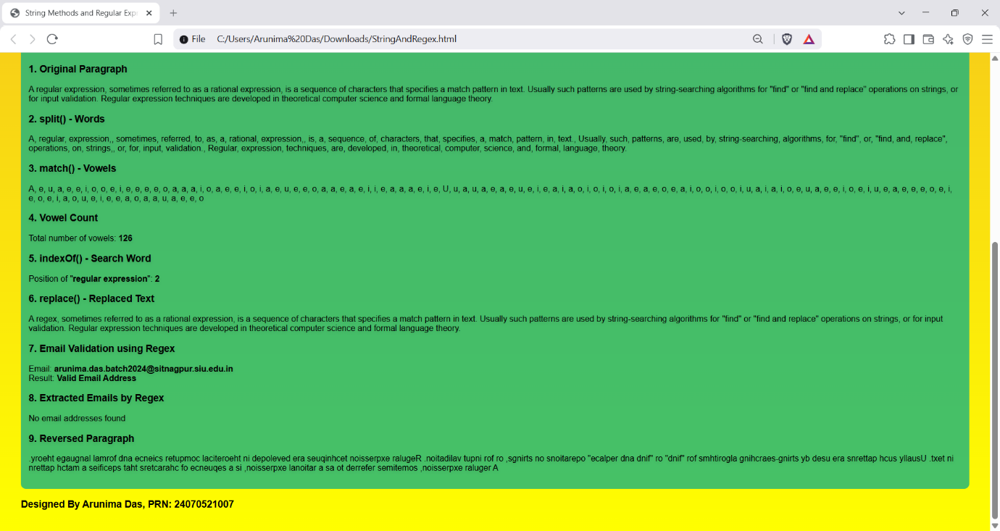 String Methods and Regular Exp
File C:/Users/Arunima%20Das/Downloads/StringAndRegex.html
1. Original Paragraph
A regular expression, sometimes referred to as a rational expression, is a sequence of characters that specifies a match pattern in text. Usually such patterns are used by string-searching algorithms for "find" or "find and replace" operations on strings, or
for input validation. Regular expression techniques are developed in theoretical computer science and formal language theory.
2. split() - Words
A, regular, expression,, sometimes, referred, to, as, a, rational, expression,, is, a, sequence, of, characters, that, specifies, a, match, pattern, in, text., Usually, such, patterns, are, used, by, string-searching, algorithms, for, "find", or, "find, and, replace",
operations, on, strings,, or, for, input, validation., Regular, expression, techniques, are, developed, in, theoretical, computer, science, and, formal, language, theory.
3. match() - Vowels
A, e, u, a, e, e, i, o, o, e, i, e, e, e, e, o, a, a, a, i, o, a, e, e, i, o, i, a, e, u, e, e, o, a, a, e, a, e, i, i, e, a, a, a, e, i, e, U, u, a, u, a, e, a, e, u, e, i, e, a, i, a, o, i, o, i, o, i, a, e, a, e, o, e, a, i, o, o, i, o, o, i, u, a, i, a, i, o, e, u, a, e, e, i, o, e, i, u, e, a, e, e, e, o, e, i,
e, o, e, i, a, o, u, e, i, e, e, a, o, a, a, u, a, e, e, o
4. Vowel Count
Total number of vowels: 126
5. indexOf() - Search Word
Position of "regular expression": 2
6. replace() - Replaced Text
A regex, sometimes referred to as a rational expression, is a sequence of characters that specifies a match pattern in text. Usually such patterns are used by string-searching algorithms for "find" or "find and replace" operations on strings, or for input
validation. Regular expression techniques are developed in theoretical computer science and formal language theory.
7. Email Validation using Regex
Email: arunima.das.batch2024@sitnagpur.siu.edu.in
Result: Valid Email Address
8. Extracted Emails by Regex
No email addresses found
9. Reversed Paragraph
.yroeht egaugnal lamrof dna ecneics retupmoc laciteroeht ni depoleved era seuqinhcet noisserpxe ralugeR .noitadilav tupni rof ro ,sgnirts no snoitarepo "ecalper dna dnif" ro "dnif" rof smhtirogla gnihcraes-gnirts yb desu era snrettap hcus yllausU .txet ni
nrettap hctam a seificeps taht sretcarahc fo ecneuqes a si ,noisserpxe lanoitar a sa ot derrefer semitemos ,noisserpxe raluger A
Designed By Arunima Das, PRN: 24070521007